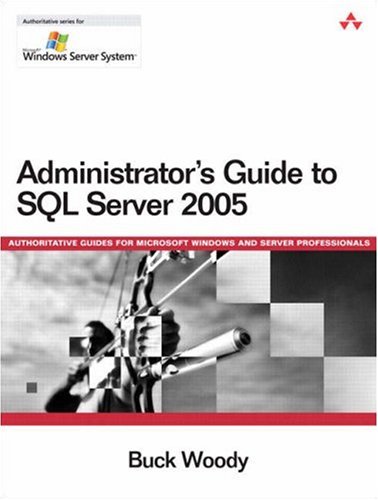 Authoritative series for
Microsoft
Windows Server System™
Administrator's Guide to
SQL Server 2005
AUTHORITATIVE GUIDES FOR MICROSOFT WINDOWS AND SERVER PROFESSIONALS
Buck Woody